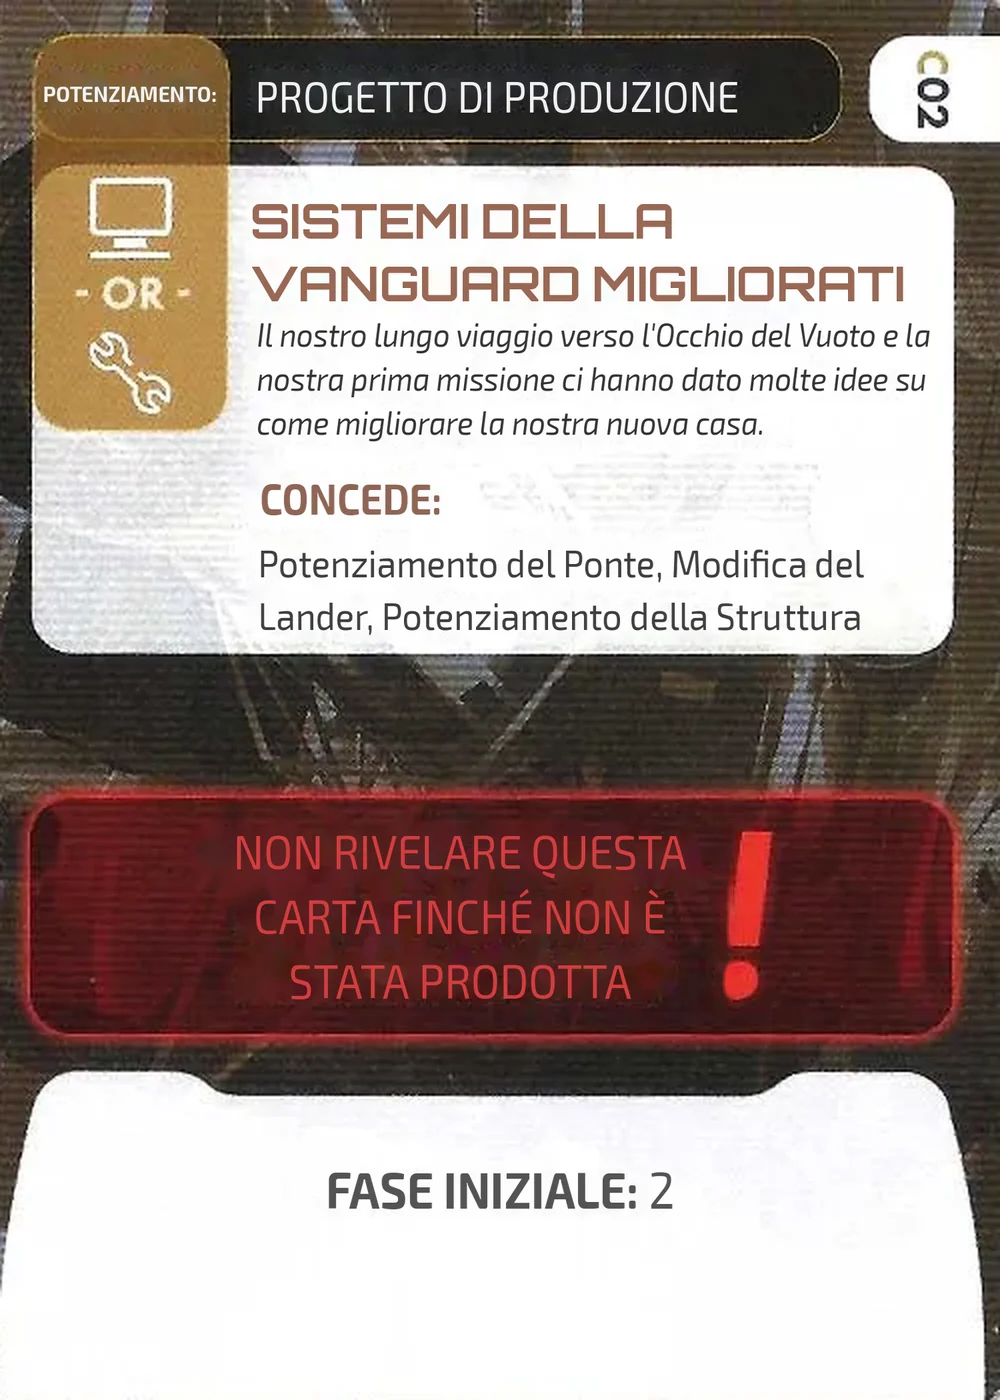 POTENZIAMENTO:
PROGETTO DI PRODUZIONE
C02
- OR -
SISTEMI DELLA
VANGUARD MIGLIORATI
Il nostro lungo viaggio verso l'Occhio del Vuoto e la
nostra prima missione ci hanno dato molte idee su
come migliorare la nostra nuova casa.
CONCEDE:
Potenziamento del Ponte, Modifica del
Lander, Potenziamento della Struttura
NON RIVELARE QUESTA
CARTA FINCHÉ NON È
STATA PRODOTTA
!
FASE INIZIALE: 2